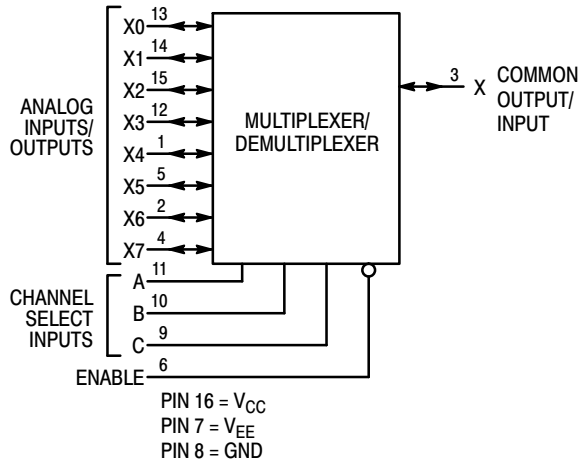 X0 13
X1 14
X2 15
X3 12
X4 1
X5 5
X6 2
X7 4
ANALOG
INPUTS/
OUTPUTS
MULTIPLEXER/
DEMULTIPLEXER
3 X COMMON
OUTPUT/
INPUT
A 11
B 10
C 9
CHANNEL
SELECT
INPUTS
ENABLE 6
PIN 16 = VCC
PIN 7 = VEE
PIN 8 = GND